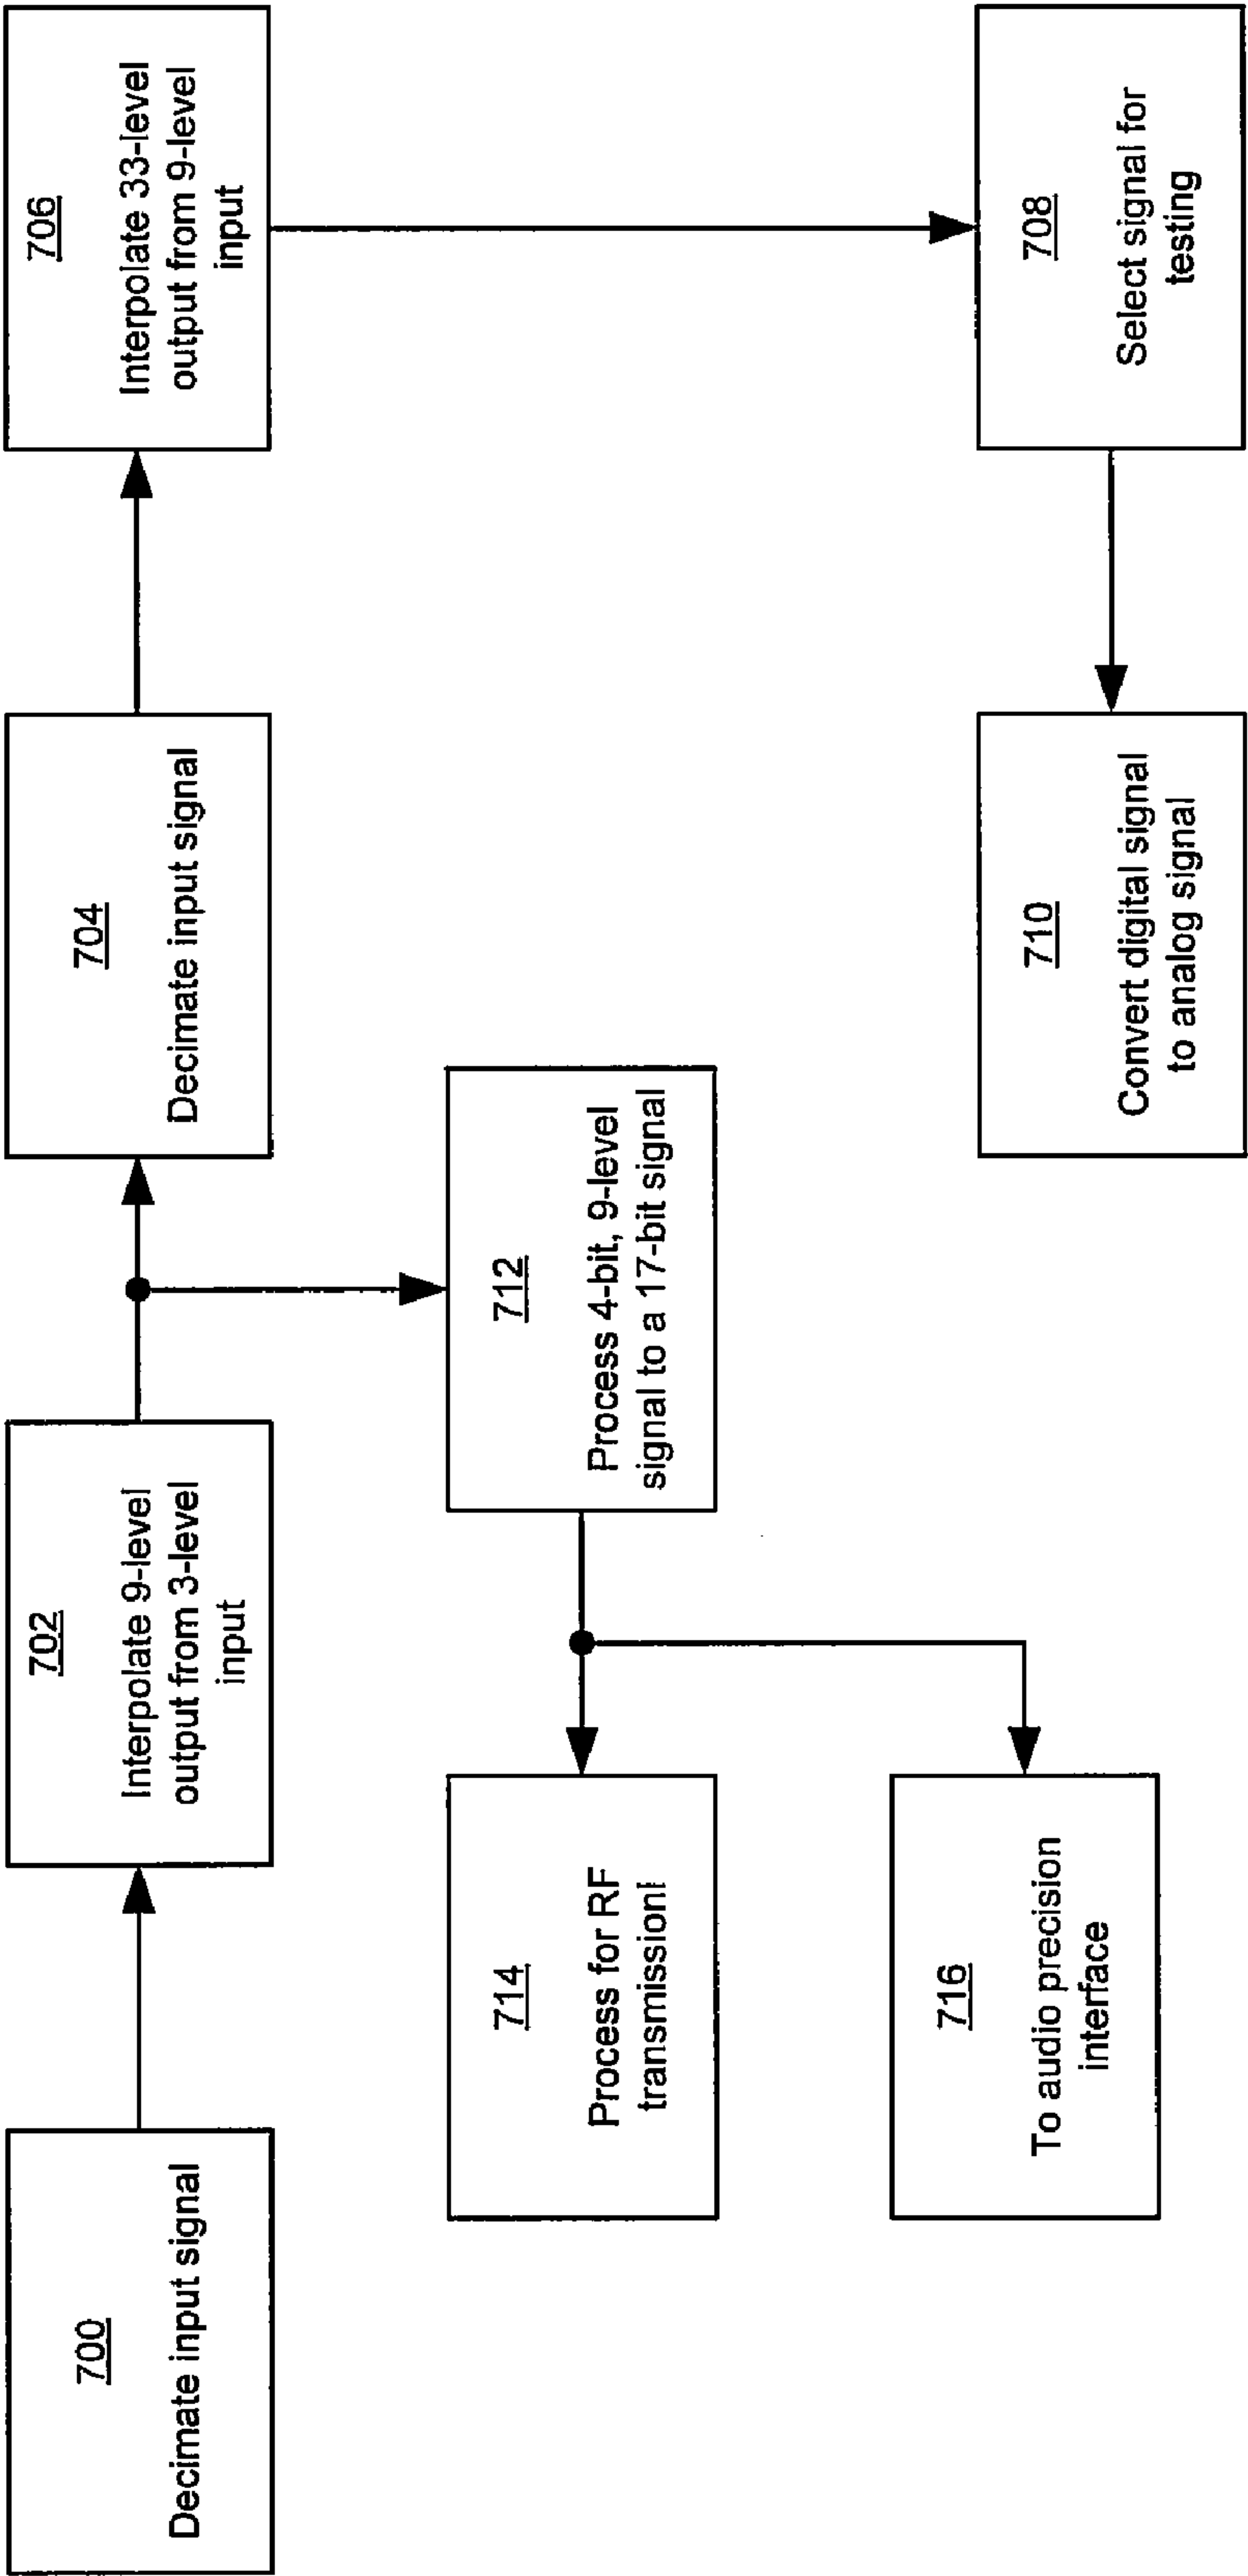 700
Decimate input signal
702
Interpolate 9-level
output from 3-level
input
704
Decimate input signal
706
Interpolate 33-level
output from 9-level
input
712
Process 4-bit, 9-level
signal to a 17-bit signal
714
Process for RF
transmission
716
To audio precision
interface
710
Convert digital signal
to analog signal
708
Select signal for
testing